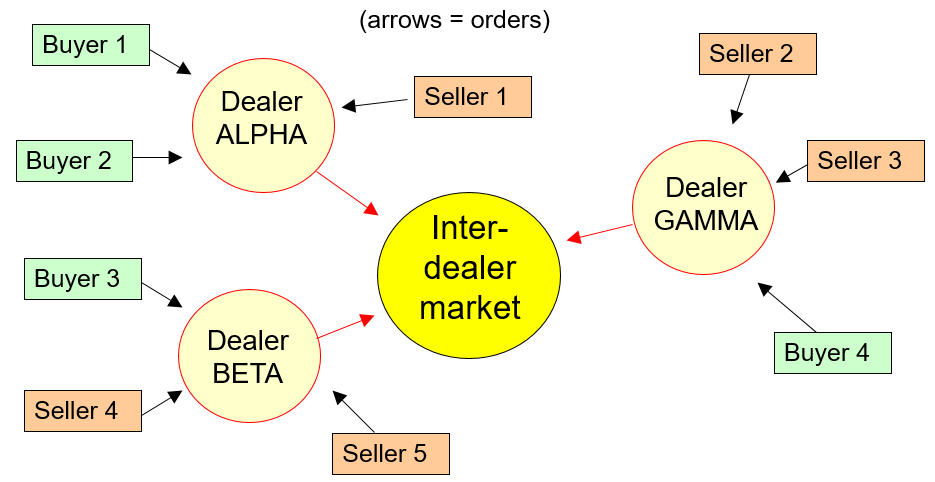 (arrows = orders)
Buyer 1
Seller 2
Dealer
ALPHA
Seller 1
Buyer 2
Seller 3
Dealer
GAMMA
Inter-
dealer
market
Buyer 3
Dealer
BETA
Buyer 4
Seller 4
Seller 5